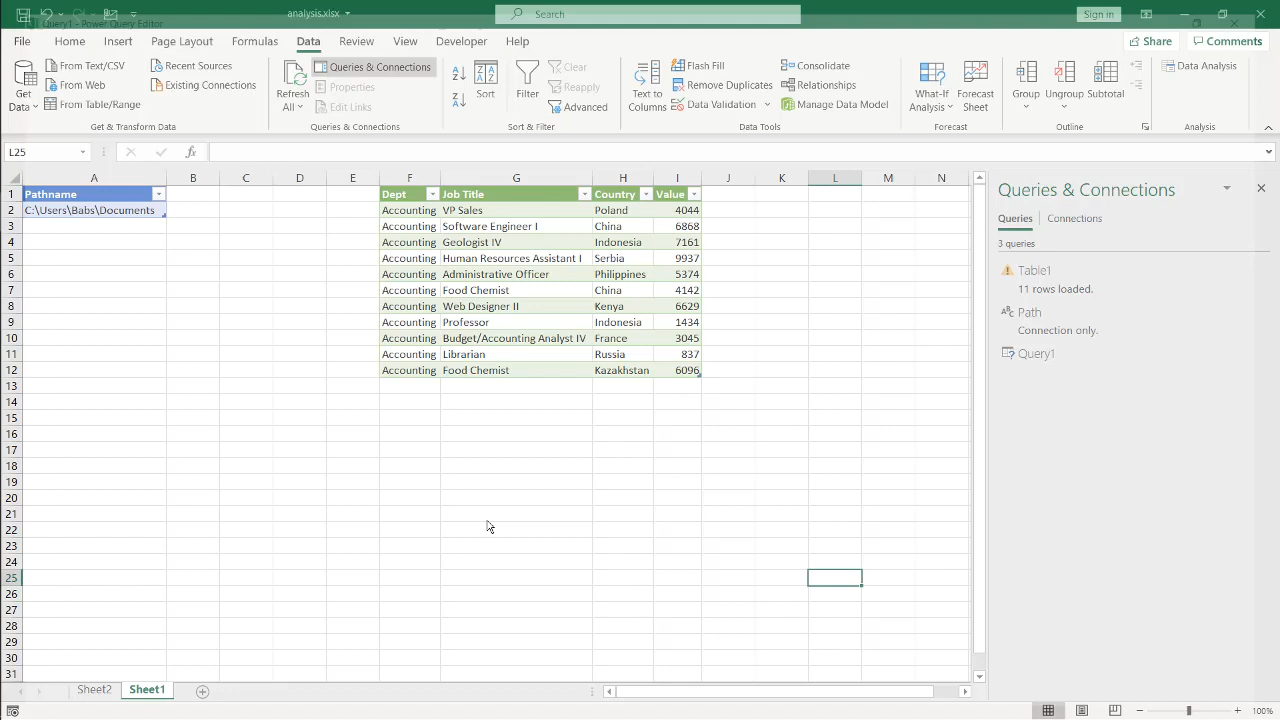 analysis.xlsx
Query1 - Power Query Editor
Search
Sign in
File Home Insert Page Layout Formulas Data Review View Developer Help
Share Comments
Get Data
From Text/CSV
From Web
From Table/Range
Recent Sources
Existing Connections
Get & Transform Data
Refresh All
Queries & Connections
Properties
Edit Links
Queries & Connections
Sort
Filter
Clear
Reapply
Advanced
Sort & Filter
Text to Columns
Flash Fill
Remove Duplicates
Data Validation
Consolidate
Relationships
Manage Data Model
Data Tools
What-If Analysis
Forecast Sheet
Forecast
Group
Ungroup
Subtotal
Outline
Data Analysis
Analysis
L25
fx
A B C D E F G H I J K L M N
1 Pathname Dept Job Title Country Value
2 C:\Users\Babs\Documents Accounting VP Sales Poland 4044
3 Accounting Software Engineer I China 6868
4 Accounting Geologist IV Indonesia 7161
5 Accounting Human Resources Assistant I Serbia 9937
6 Accounting Administrative Officer Philippines 5374
7 Accounting Food Chemist China 4142
8 Accounting Web Designer II Kenya 6629
9 Accounting Professor Indonesia 1434
10 Accounting Budget/Accounting Analyst IV France 3045
11 Accounting Librarian Russia 837
12 Accounting Food Chemist Kazakhstan 6096
13
14
15
16
17
18
19
20
21
22
23
24
25
26
27
28
29
30
31
Queries & Connections
Queries Connections
3 queries
Table1
11 rows loaded.
Path
Connection only.
Query1
Sheet2 Sheet1
100%